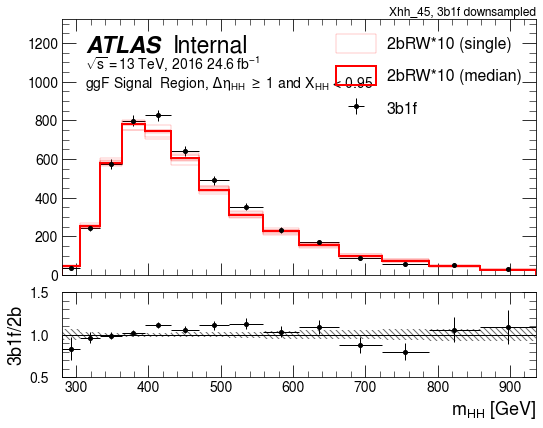 Xhh_45, 3b1f downsampled
ATLAS Internal
√s = 13 TeV, 2016 24.6 fb⁻¹
ggF Signal Region, Δη_HH ≥ 1 and X_HH < 0.95
2bRW*10 (single)
2bRW*10 (median)
3b1f
1200
1000
800
600
400
200
0
1.5
1.0
0.5
3b1f/2b
300 400 500 600 700 800 900
m_HH [GeV]